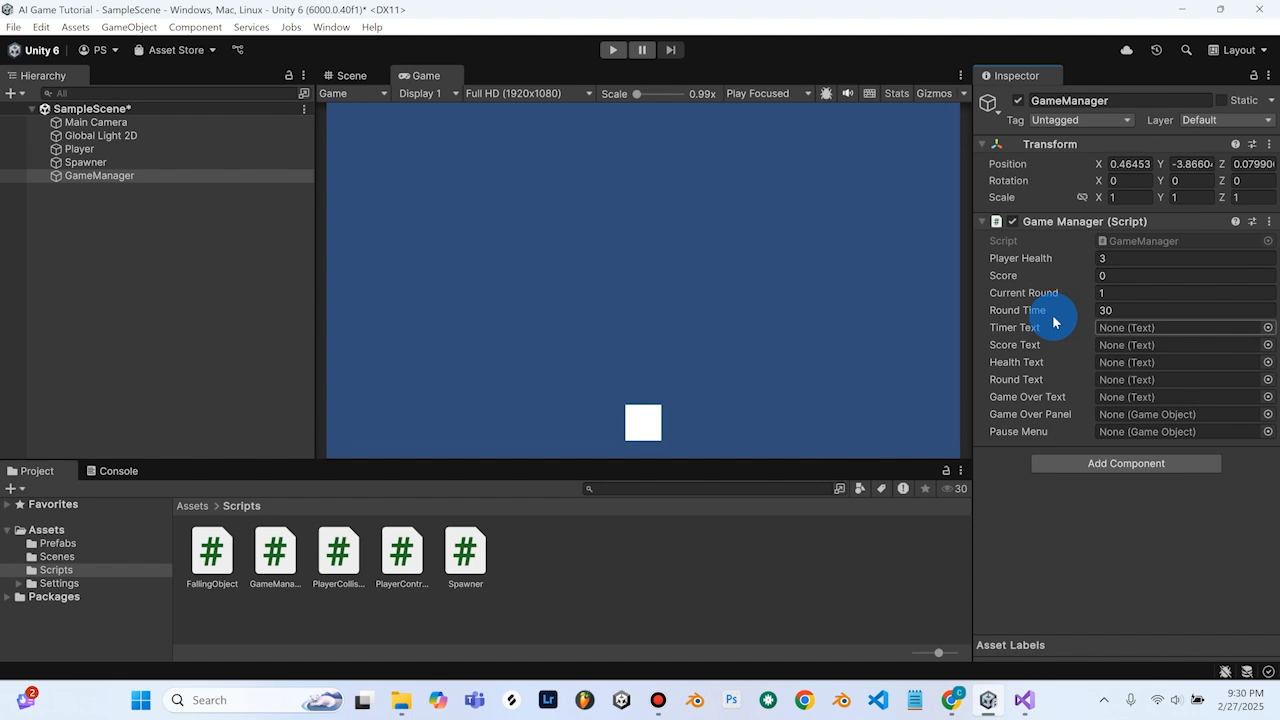 AI Game Tutorial - SampleScene - Windows, Mac, Linux - Unity 6 (6000.0.40f1)* <DX11>
File Edit Assets GameObject Component Services Jobs Window Help
Unity 6 PS Asset Store Layout
Hierarchy
All
SampleScene*
Main Camera
Global Light 2D
Player
Spawner
GameManager
Scene Game
Game Display 1 Full HD (1920x1080) Scale 0.99x Play Focused Stats Gizmos
Inspector
GameManager Static
Tag Untagged Layer Default
Transform
Position X 0.46453 Y -3.8660 Z 0.07990
Rotation X 0 Y 0 Z 0
Scale X 1 Y 1 Z 1
# Game Manager (Script)
Script GameManager
Player Health 3
Score 0
Current Round 1
Round Time 30
Timer Text None (Text)
Score Text None (Text)
Health Text None (Text)
Round Text None (Text)
Game Over Text None (Text)
Game Over Panel None (Game Object)
Pause Menu None (Game Object)
Add Component
Asset Labels
Project Console
30
Favorites
Assets
Prefabs
Scenes
Scripts
Settings
Packages
Assets > Scripts
# # # # #
FallingObject GameMana... PlayerCollis... PlayerContr... Spawner
2 Search Lr Ps C
9:30 PM
2/27/2025